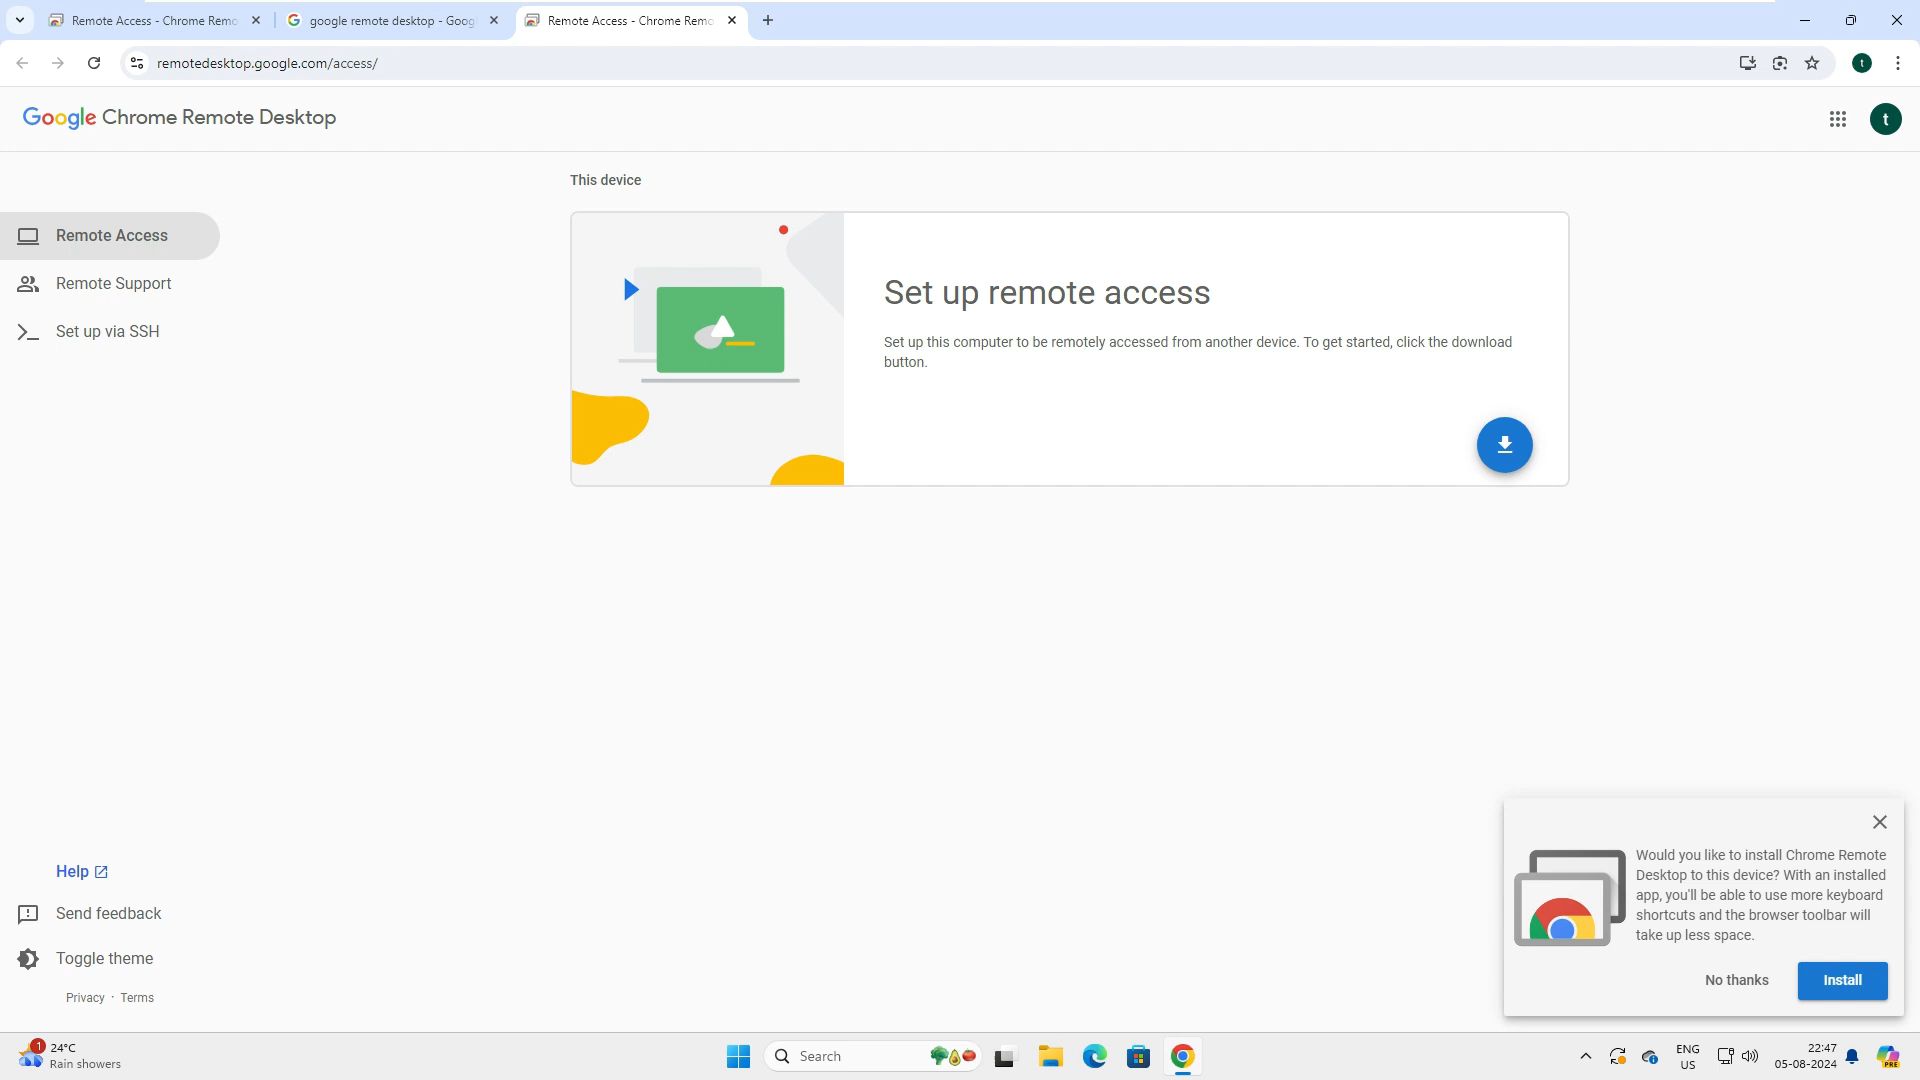 Remote Access - Chrome Remo
google remote desktop - Goog
Remote Access - Chrome Remo
remotedesktop.google.com/access/
t
Google Chrome Remote Desktop
t
This device
Remote Access
Remote Support
Set up via SSH
Set up remote access
Set up this computer to be remotely accessed from another device. To get started, click the download
button.
Would you like to install Chrome Remote
Desktop to this device? With an installed
app, you'll be able to use more keyboard
shortcuts and the browser toolbar will
take up less space.
No thanks
Install
Help
Send feedback
Toggle theme
Privacy · Terms
1
24°C
Rain showers
Search
ENG
US
22:47
05-08-2024
PRE